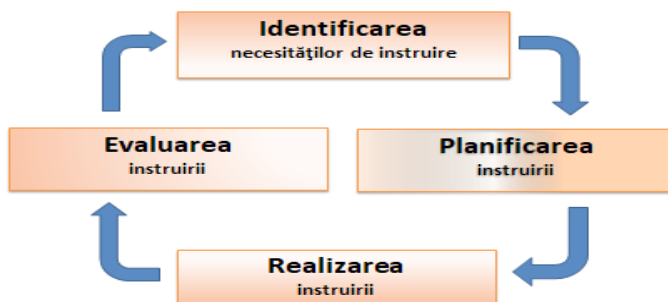 Identificarea
necesităţilor de instruire
Evaluarea
instruirii
Planificarea
instruirii
Realizarea
instruirii